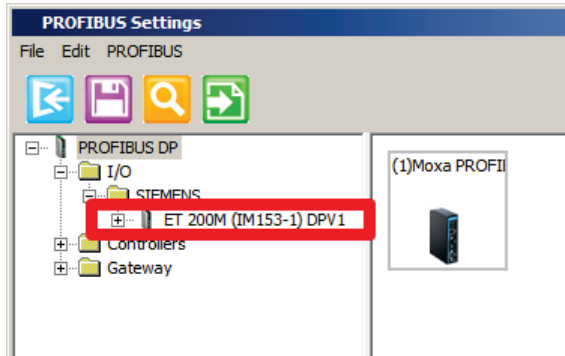 PROFIBUS Settings
File Edit PROFIBUS
PROFIBUS DP
I/O
SIEMENS
ET 200M (IM153-1) DPV1
Controllers
Gateway
(1)Moxa PROFI